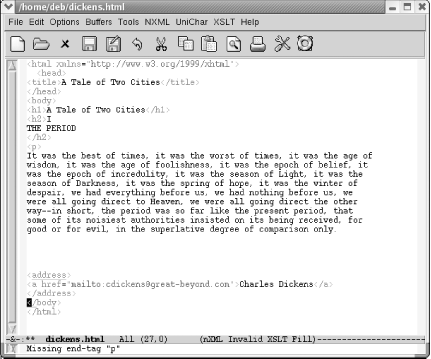 /home/deb/dickens.html
File Edit Options Buffers Tools NXML UniChar XSLT Help
<html xmlns="http://www.w3.org/1999/xhtml">
<head>
<title>A Tale of Two Cities</title>
</head>
<body>
<h1>A Tale of Two Cities</h1>
<h2>I
THE PERIOD
</h2>
<p>
It was the best of times, it was the worst of times, it was the age of
wisdom, it was the age of foolishness, it was the epoch of belief, it
was the epoch of incredulity, it was the season of Light, it was the
season of Darkness, it was the spring of hope, it was the winter of
despair, we had everything before us, we had nothing before us, we
were all going direct to Heaven, we were all going direct the other
way--in short, the period was so far like the present period, that
some of its noisiest authorities insisted on its being received, for
good or for evil, in the superlative degree of comparison only.
<address>
<a href="mailto:cdickens@great-beyond.com">Charles Dickens</a>
</address>
</body>
</html>
-&-:** dickens.html All (27,0) (nXML Invalid XSLT Fill)--------------------
Missing end-tag "p"